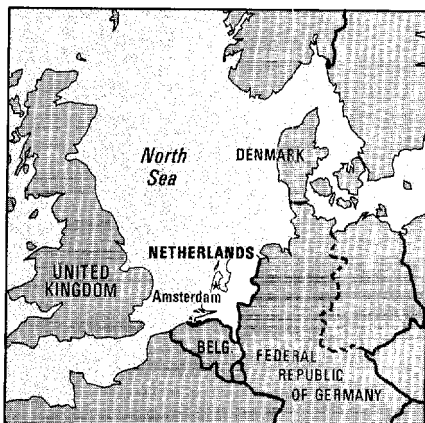 North
Sea
DENMARK
NETHERLANDS
UNITED
KINGDOM
Amsterdam
BELG
FEDERAL
REPUBLIC
OF GERMANY